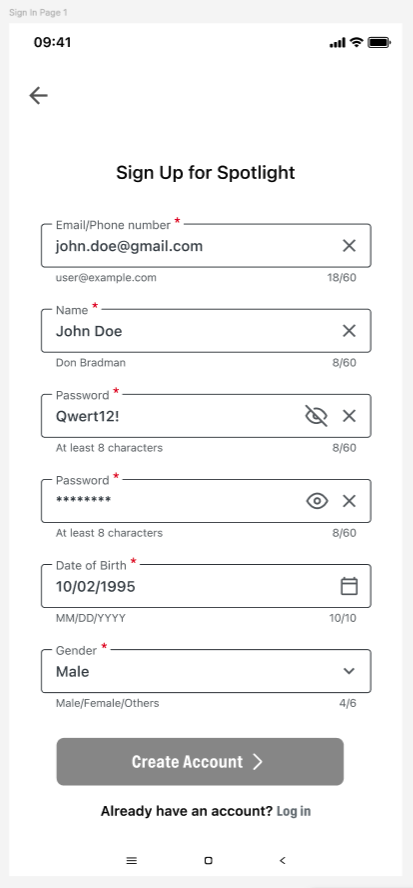 Sign In Page 1
09:41
Sign Up for Spotlight
Email/Phone number *
john.doe@gmail.com
user@example.com 18/60
Name *
John Doe
Don Bradman 8/60
Password *
Qwert12!
At least 8 characters 8/60
Password *
********
At least 8 characters 8/60
Date of Birth *
10/02/1995
MM/DD/YYYY 10/10
Gender *
Male
Male/Female/Others 4/6
Create Account
Already have an account? Log in